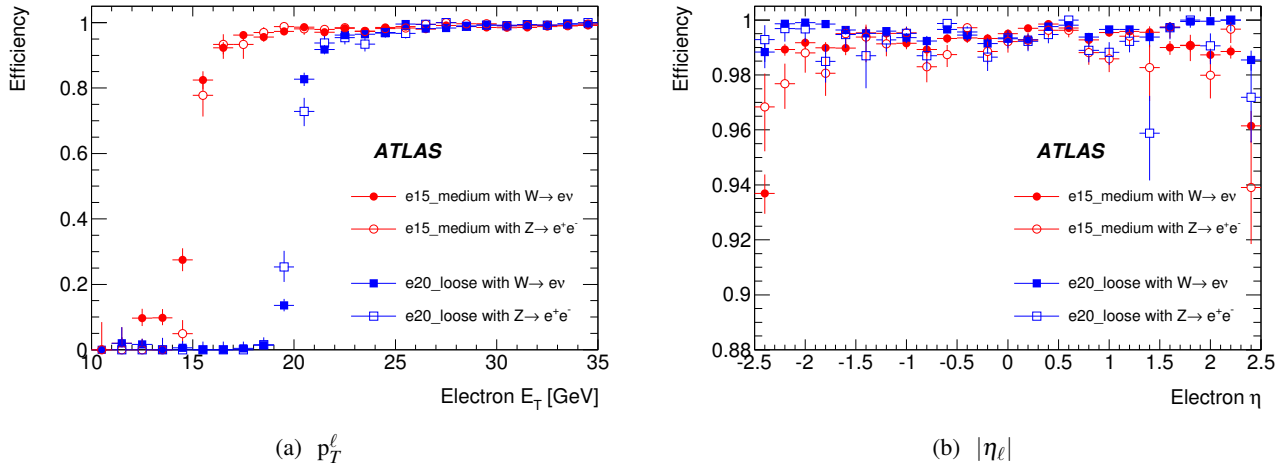 Efficiency
1
0.8
0.6
0.4
0.2
0
ATLAS
e15_medium with W→ eν
e15_medium with Z→ e⁺e⁻
e20_loose with W→ eν
e20_loose with Z→ e⁺e⁻
10 15 20 25 30 35
Electron E_T [GeV]
(a) p_T^ℓ
Efficiency
1
0.98
0.96
0.94
0.92
0.9
0.88
ATLAS
e15_medium with W→ eν
e15_medium with Z→ e⁺e⁻
e20_loose with W→ eν
e20_loose with Z→ e⁺e⁻
-2.5 -2 -1.5 -1 -0.5 0 0.5 1 1.5 2 2.5
Electron η
(b) |η_ℓ|